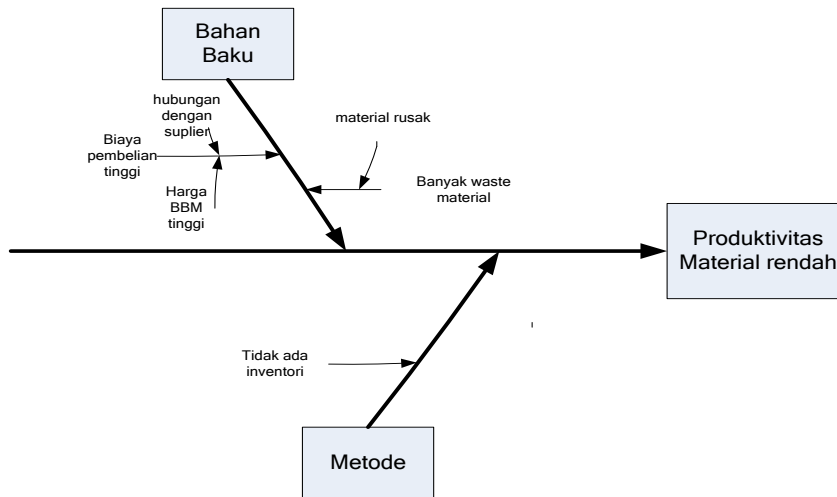 Bahan
Baku
hubungan
dengan
suplier
Biaya
pembelian
tinggi
Harga
BBM
tinggi
material rusak
Banyak waste
material
Produktivitas
Material rendah
Tidak ada
inventori
Metode